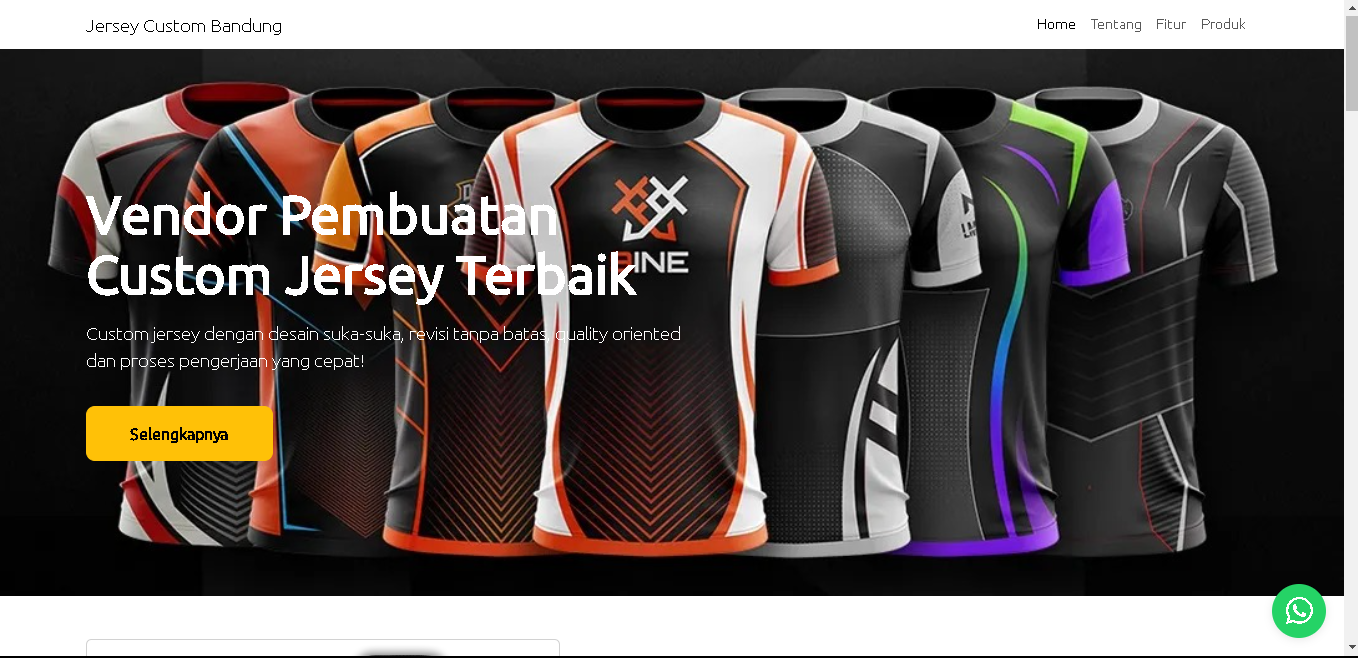 Jersey Custom Bandung
Home Tentang Fitur Produk
Vendor Pembuatan
Custom Jersey Terbaik
Custom jersey dengan desain suka-suka, revisi tanpa batas, quality oriented
dan proses pengerjaan yang cepat!
Selengkapnya